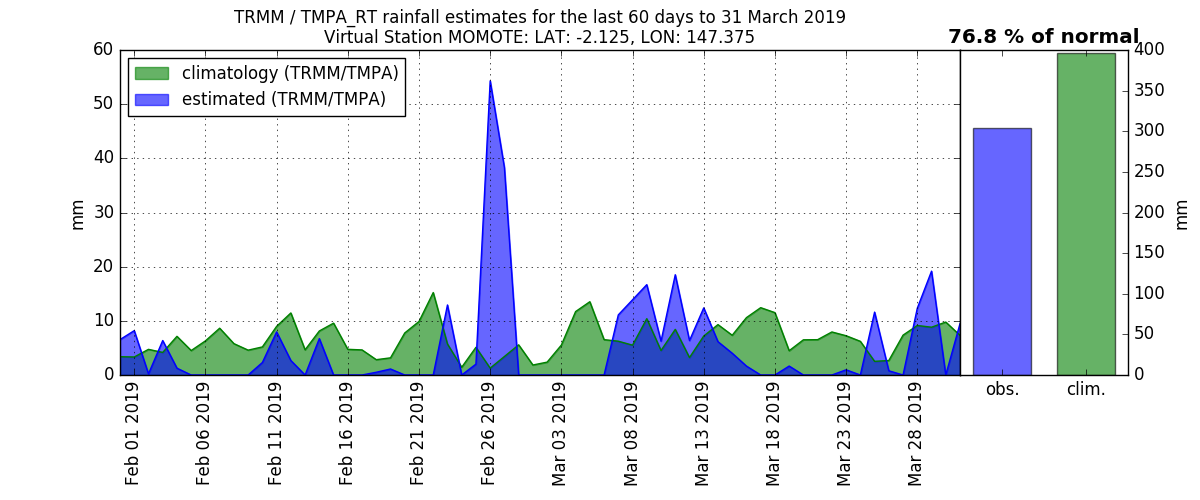 TRMM / TMPA_RT rainfall estimates for the last 60 days to 31 March 2019
Virtual Station MOMOTE: LAT: -2.125, LON: 147.375
76.8 % of normal
climatology (TRMM/TMPA)
estimated (TRMM/TMPA)
60
50
40
30
20
10
0
mm
Feb 01 2019
Feb 06 2019
Feb 11 2019
Feb 16 2019
Feb 21 2019
Feb 26 2019
Mar 03 2019
Mar 08 2019
Mar 13 2019
Mar 18 2019
Mar 23 2019
Mar 28 2019
obs.
clim.
400
350
300
250
200
150
100
50
0
mm